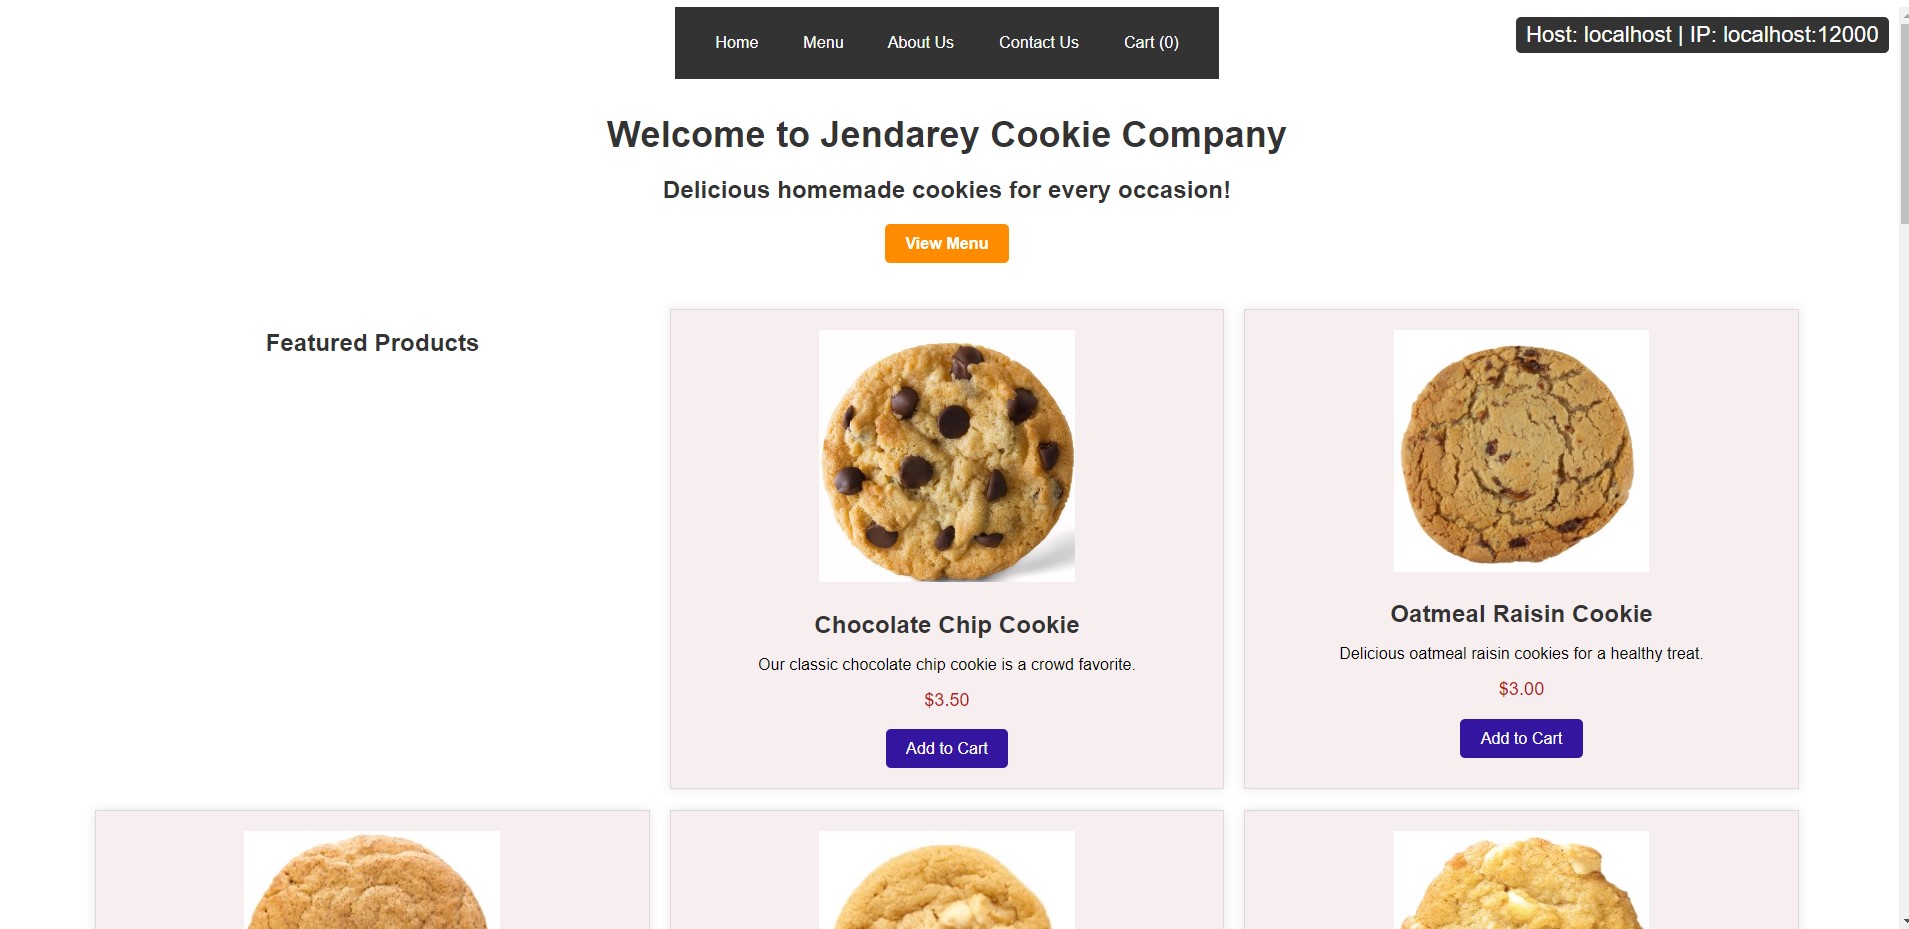 Home Menu About Us Contact Us Cart (0)
Host: localhost | IP: localhost:12000
Welcome to Jendarey Cookie Company
Delicious homemade cookies for every occasion!
View Menu
Featured Products
Chocolate Chip Cookie
Our classic chocolate chip cookie is a crowd favorite.
$3.50
Add to Cart
Oatmeal Raisin Cookie
Delicious oatmeal raisin cookies for a healthy treat.
$3.00
Add to Cart